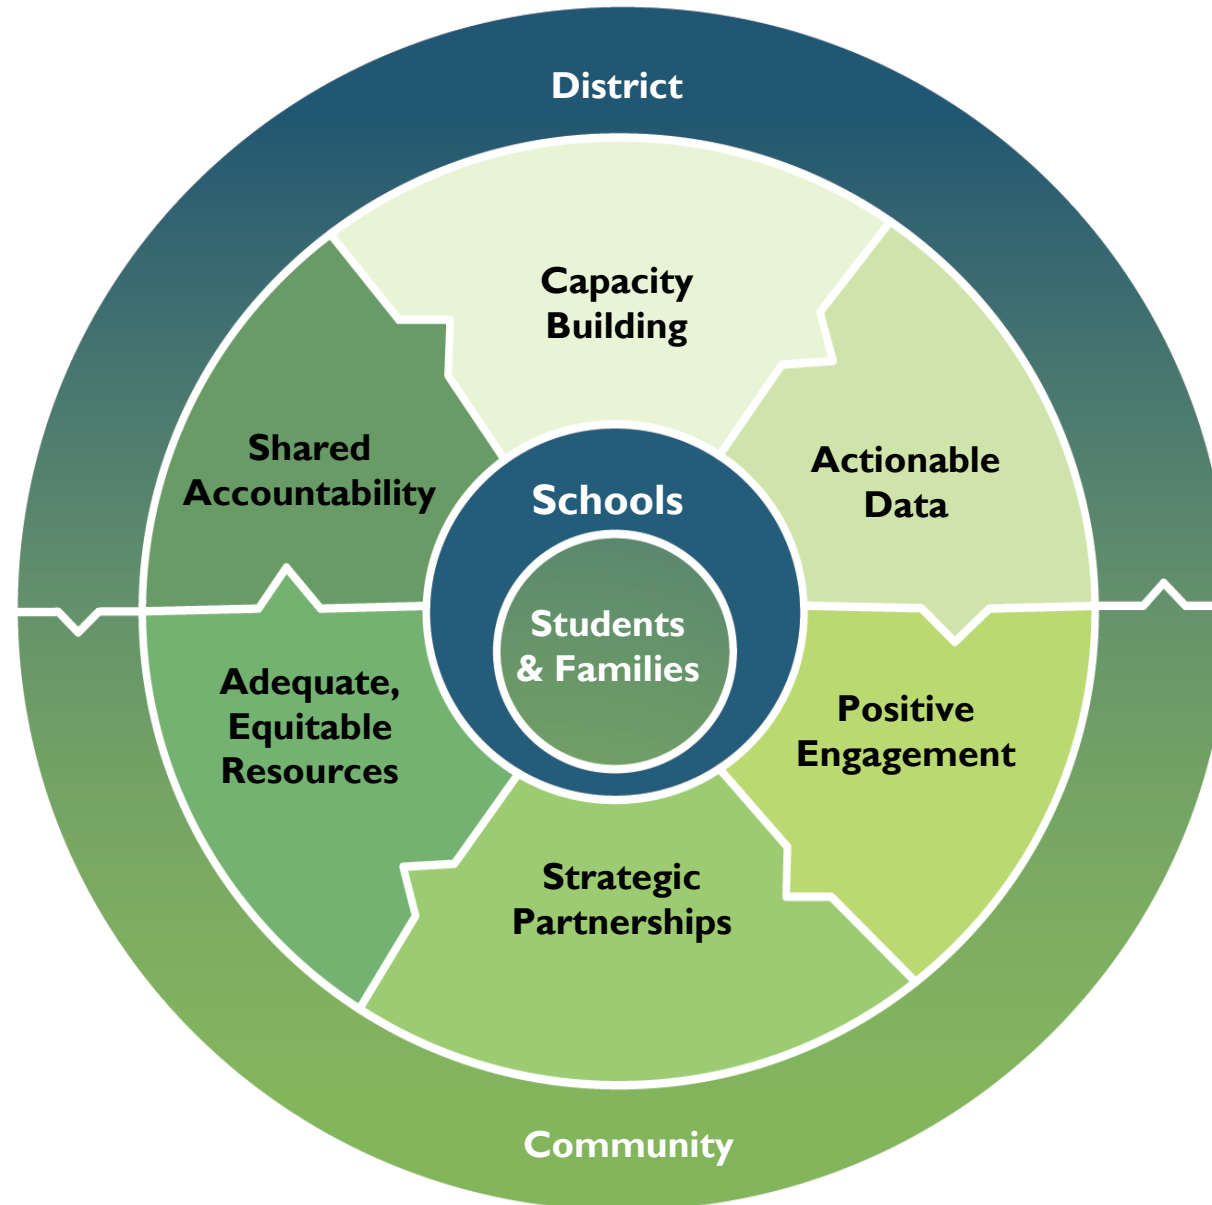 District
Capacity
Building
Shared
Accountability
Actionable
Data
Schools
Students
& Families
Adequate,
Equitable
Resources
Positive
Engagement
Strategic
Partnerships
Community